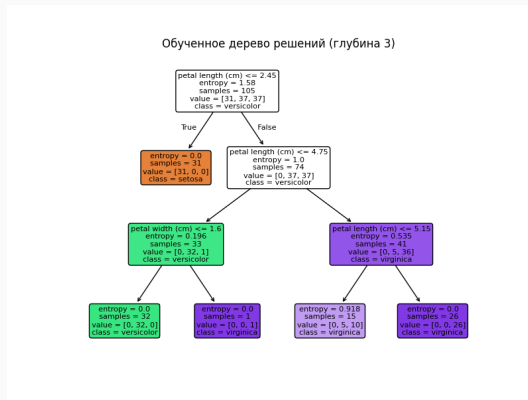 Обученное дерево решений (глубина 3)
petal length (cm) <= 2.45
entropy = 1.58
samples = 105
value = [31, 37, 37]
class = versicolor
True
False
entropy = 0.0
samples = 31
value = [31, 0, 0]
class = setosa
petal length (cm) <= 4.75
entropy = 1.0
samples = 74
value = [0, 37, 37]
class = versicolor
petal width (cm) <= 1.6
entropy = 0.196
samples = 33
value = [0, 32, 1]
class = versicolor
petal length (cm) <= 5.15
entropy = 0.535
samples = 41
value = [0, 5, 36]
class = virginica
entropy = 0.0
samples = 32
value = [0, 32, 0]
class = versicolor
entropy = 0.0
samples = 1
value = [0, 0, 1]
class = virginica
entropy = 0.918
samples = 15
value = [0, 5, 10]
class = virginica
entropy = 0.0
samples = 26
value = [0, 0, 26]
class = virginica